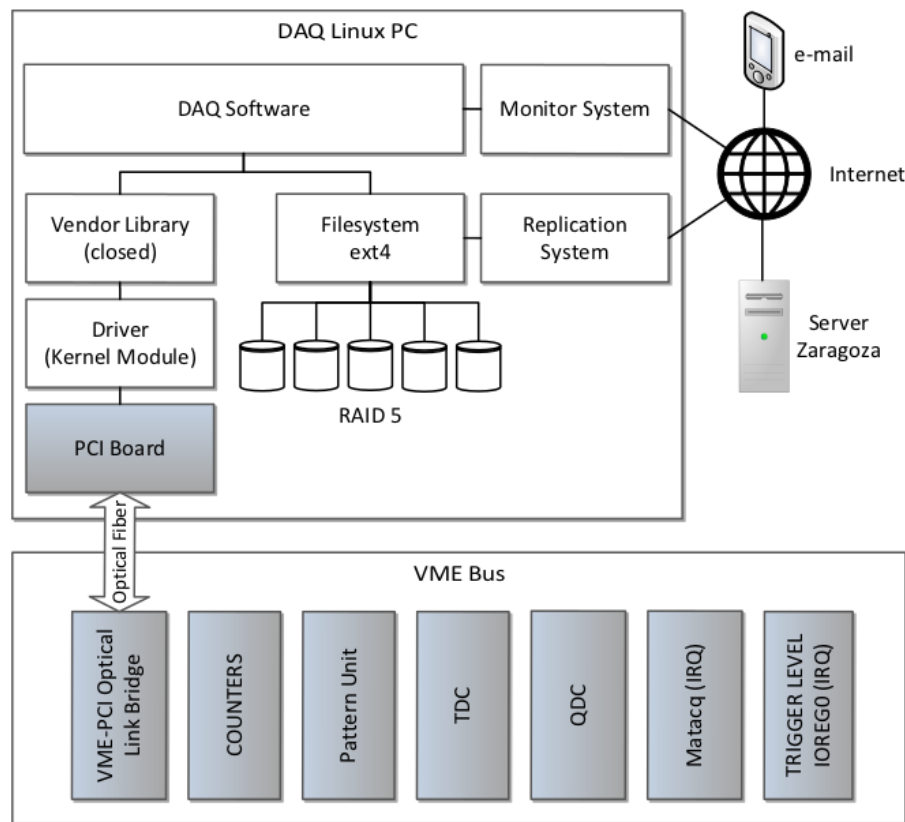 DAQ Linux PC
DAQ Software
Monitor System
e-mail
Internet
Vendor Library
(closed)
Filesystem
ext4
Replication
System
Driver
(Kernel Module)
RAID 5
Server
Zaragoza
PCI Board
Optical Fiber
VME Bus
VME-PCI Optical
Link Bridge
COUNTERS
Pattern Unit
TDC
QDC
Matacq (IRQ)
TRIGGER LEVEL
IOREG0 (IRQ)